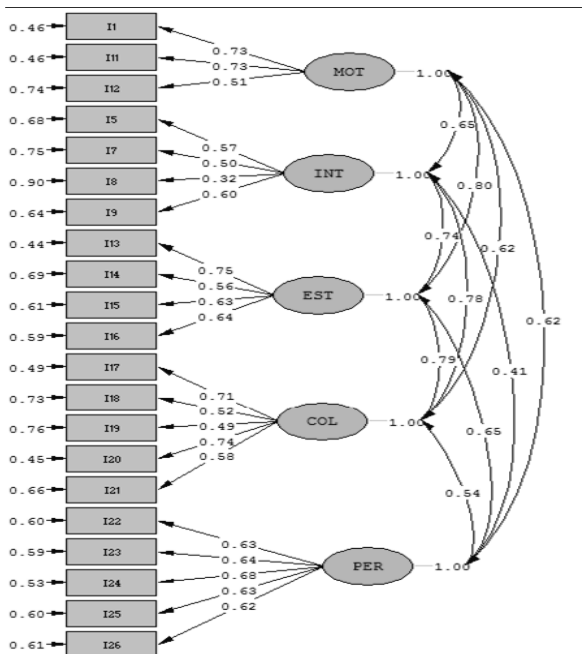 0.46 I1
0.73
0.46 I11
0.73
MOT 1.00
0.74 I12
0.51
0.68 I5
0.65
0.57
0.75 I7
0.50
INT 1.00
0.90 I8
0.32
0.80
0.64 I9
0.60
0.44 I13
0.74
0.75
0.62
0.69 I14
0.56
EST 1.00
0.78
0.61 I15
0.63
0.62
0.59 I16
0.64
0.79
0.49 I17
0.41
0.71
0.73 I18
0.52
COL 1.00
0.76 I19
0.49
0.65
0.45 I20
0.74
0.66 I21
0.58
0.54
0.60 I22
0.63
0.59 I23
0.64
PER 1.00
0.53 I24
0.68
0.60 I25
0.63
0.61 I26
0.62